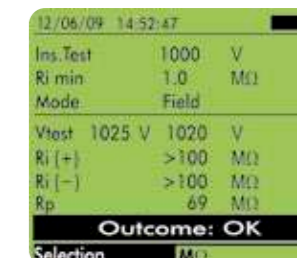 12/06/09 14:52:47
Ins.Test 1000 V
Ri min 1.0 MΩ
Mode Field
Vtest 1025 V 1020 V
Ri (+) >100 MΩ
Ri (-) >100 MΩ
Rp 69 MΩ
Outcome: OK
Selection MΩ